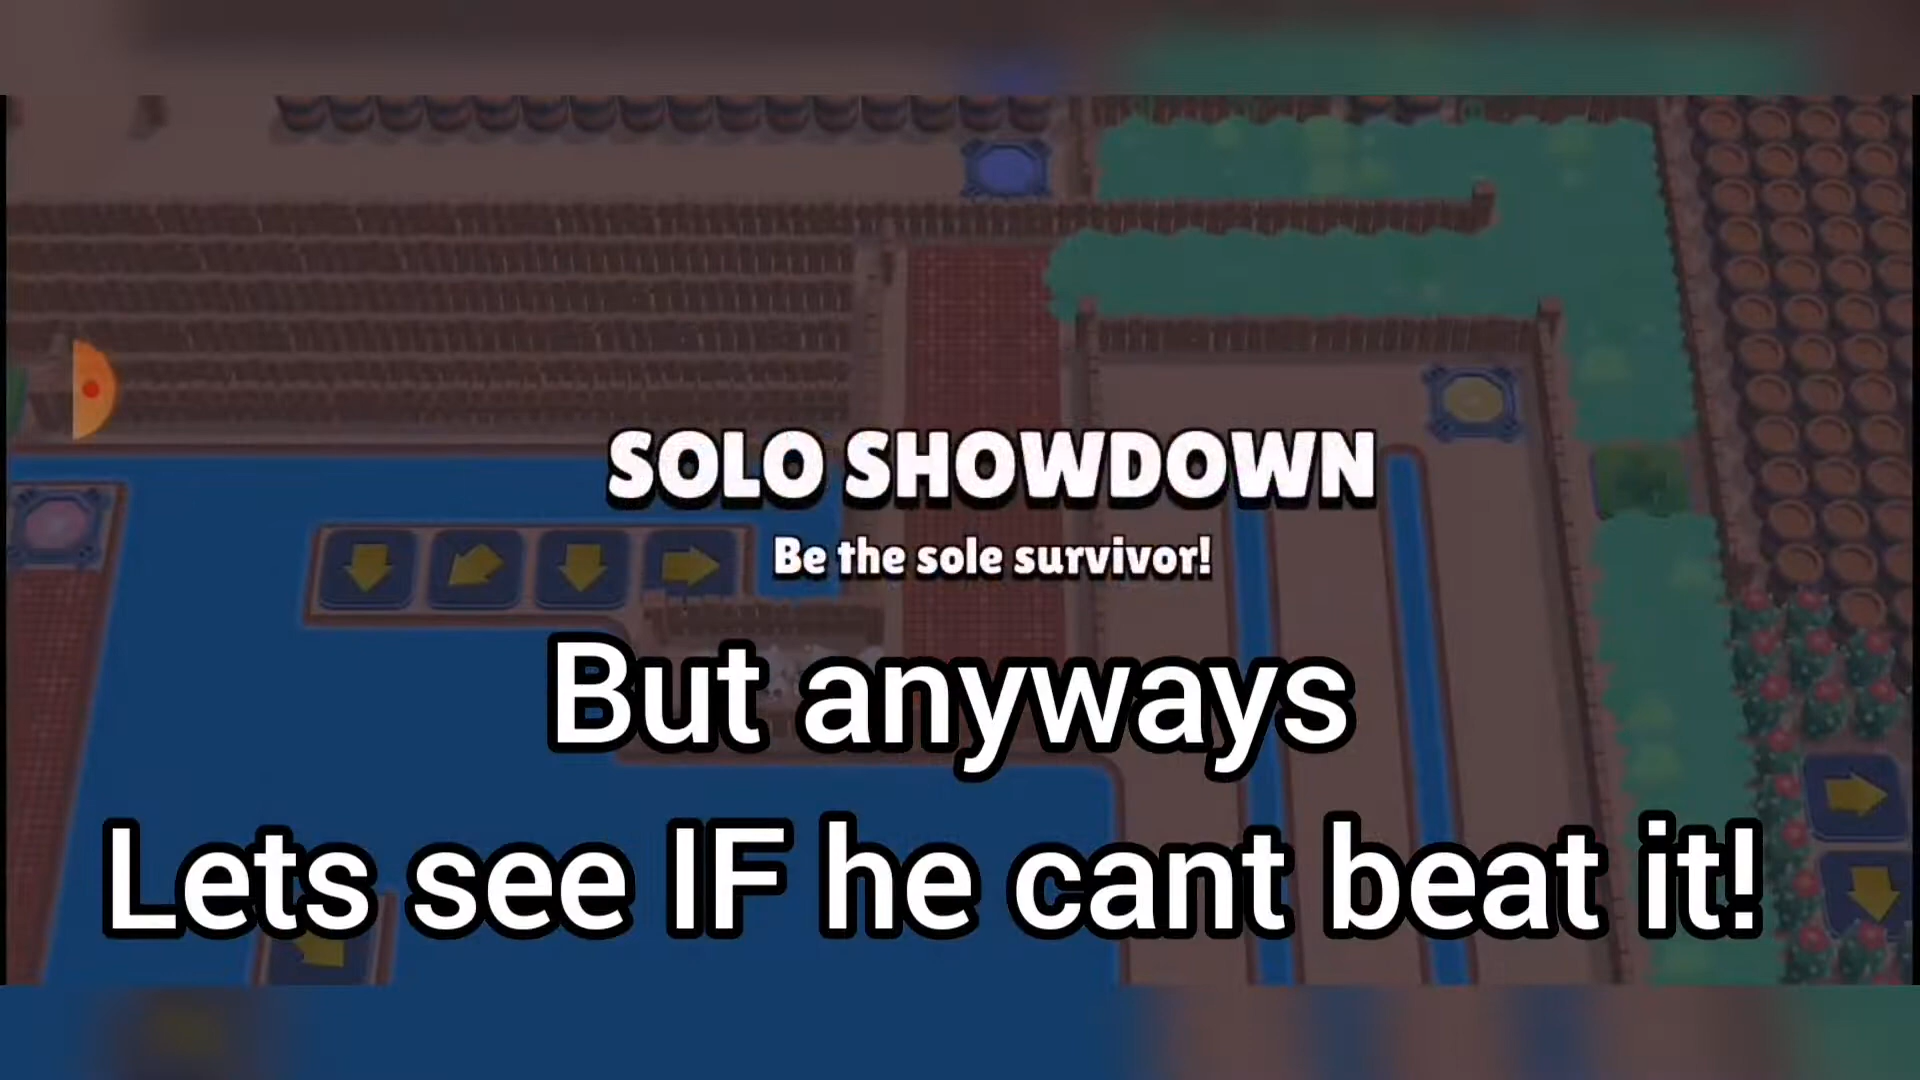 SOLO SHOWDOWN
Be the sole survivor!
But anyways
Lets see IF he cant beat it!